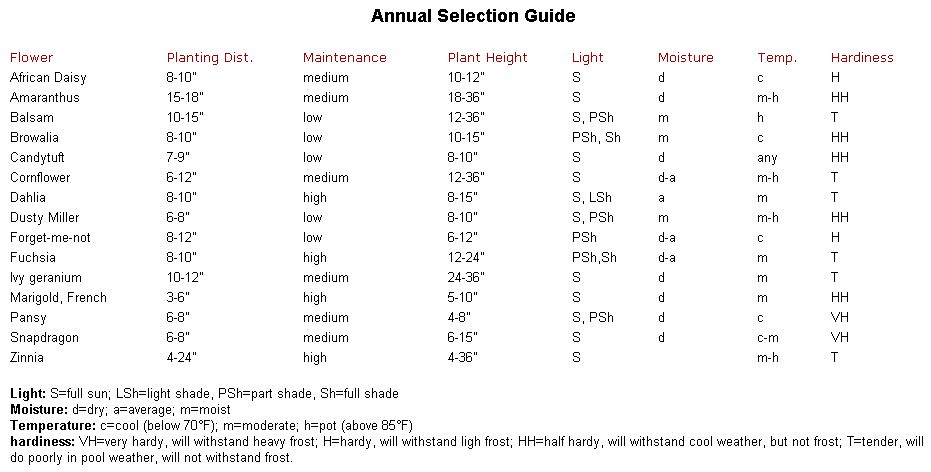 Annual Selection Guide
Flower Planting Dist. Maintenance Plant Height Light Moisture Temp. Hardiness
African Daisy 8-10" medium 10-12" S d c H
Amaranthus 15-18" medium 18-36" S d m-h HH
Balsam 10-15" low 12-36" S, PSh m h T
Browalia 8-10" low 10-15" PSh, Sh m c HH
Candytuft 7-9" low 8-10" S d any HH
Cornflower 6-12" medium 12-36" S d-a m-h T
Dahlia 8-10" high 8-15" S, LSh a m T
Dusty Miller 6-8" low 8-10" S, PSh m m-h HH
Forget-me-not 8-12" low 6-12" PSh d-a c H
Fuchsia 8-10" high 12-24" PSh,Sh d-a m T
Ivy geranium 10-12" medium 24-36" S d m T
Marigold, French 3-6" high 5-10" S d m HH
Pansy 6-8" medium 4-8" S, PSh d c VH
Snapdragon 6-8" medium 6-15" S d c-m VH
Zinnia 4-24" high 4-36" S m-h T
Light: S=full sun; LSh=light shade, PSh=part shade, Sh=full shade
Moisture: d=dry; a=average; m=moist
Temperature: c=cool (below 70°F); m=moderate; h=pot (above 85°F)
hardiness: VH=very hardy, will withstand heavy frost; H=hardy, will withstand ligh frost; HH=half hardy, will withstand cool weather, but not frost; T=tender, will
do poorly in pool weather, will not withstand frost.